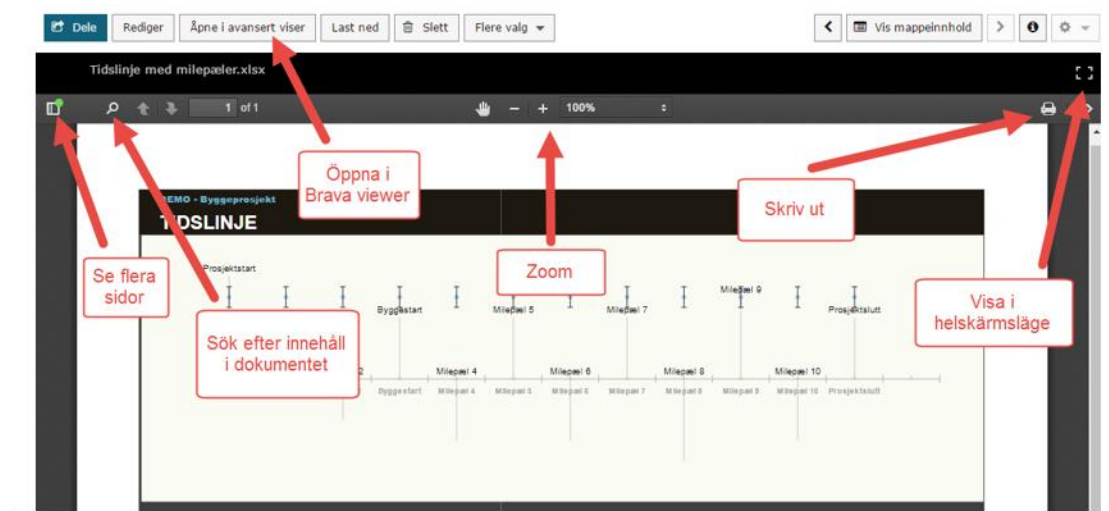 Dele Rediger Åpne i avansert viser Last ned Slett Flere valg Vis mappeinnhold
Tidslinje med milepæler.xlsx
1 of 1 100%
Öppna i
Brava viewer
Skriv ut
EMO - Byggeprosjekt
TIDSLINJE
Se flera
sidor
Zoom
Visa i
helskärmsläge
Sök efter innehåll
i dokumentet
Prosjektstart
Milepæl 9
Byggestart Milepæl 5 Milepæl 7 Prosjektslutt
2 Milepæl 4 Milepæl 6 Milepæl 8 Milepæl 10
Byggestart Milepæl 4 Milepæl 5 Milepæl 6 Milepæl 7 Milepæl 8 Milepæl 9 Milepæl 10 Prosjektslutt